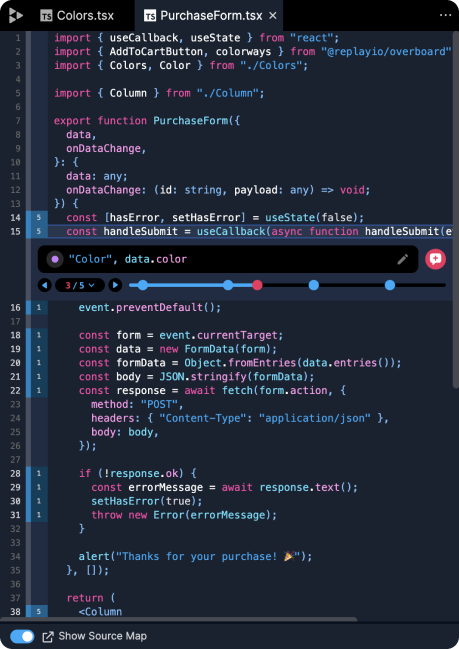 Colors.tsx PurchaseForm.tsx
1 import { useCallback, useState } from "react";
2 import { AddToCartButton, colorways } from "@replayio/overboard"
3 import { Colors, Color } from "./Colors";
4
5 import { Column } from "./Column";
6
7 export function PurchaseForm({
8 data,
9 onDataChange,
10 }: {
11 data: any;
12 onDataChange: (id: string, payload: any) => void;
13 }) {
14 5 const [hasError, setHasError] = useState(false);
15 5 const handleSubmit = useCallback(async function handleSubmit(e
"Color", data.color
3/5
16 1 event.preventDefault();
17
18 1 const form = event.currentTarget;
19 1 const data = new FormData(form);
20 1 const formData = Object.fromEntries(data.entries());
21 1 const body = JSON.stringify(formData);
22 1 const response = await fetch(form.action, {
23 method: "POST",
24 headers: { "Content-Type": "application/json" },
25 body: body,
26 });
27
28 1 if (!response.ok) {
29 1 const errorMessage = await response.text();
30 1 setHasError(true);
31 1 throw new Error(errorMessage);
32 }
33
34 alert("Thanks for your purchase! 🎉");
35 }, []);
36
37 return (
38 5 <Column
Show Source Map